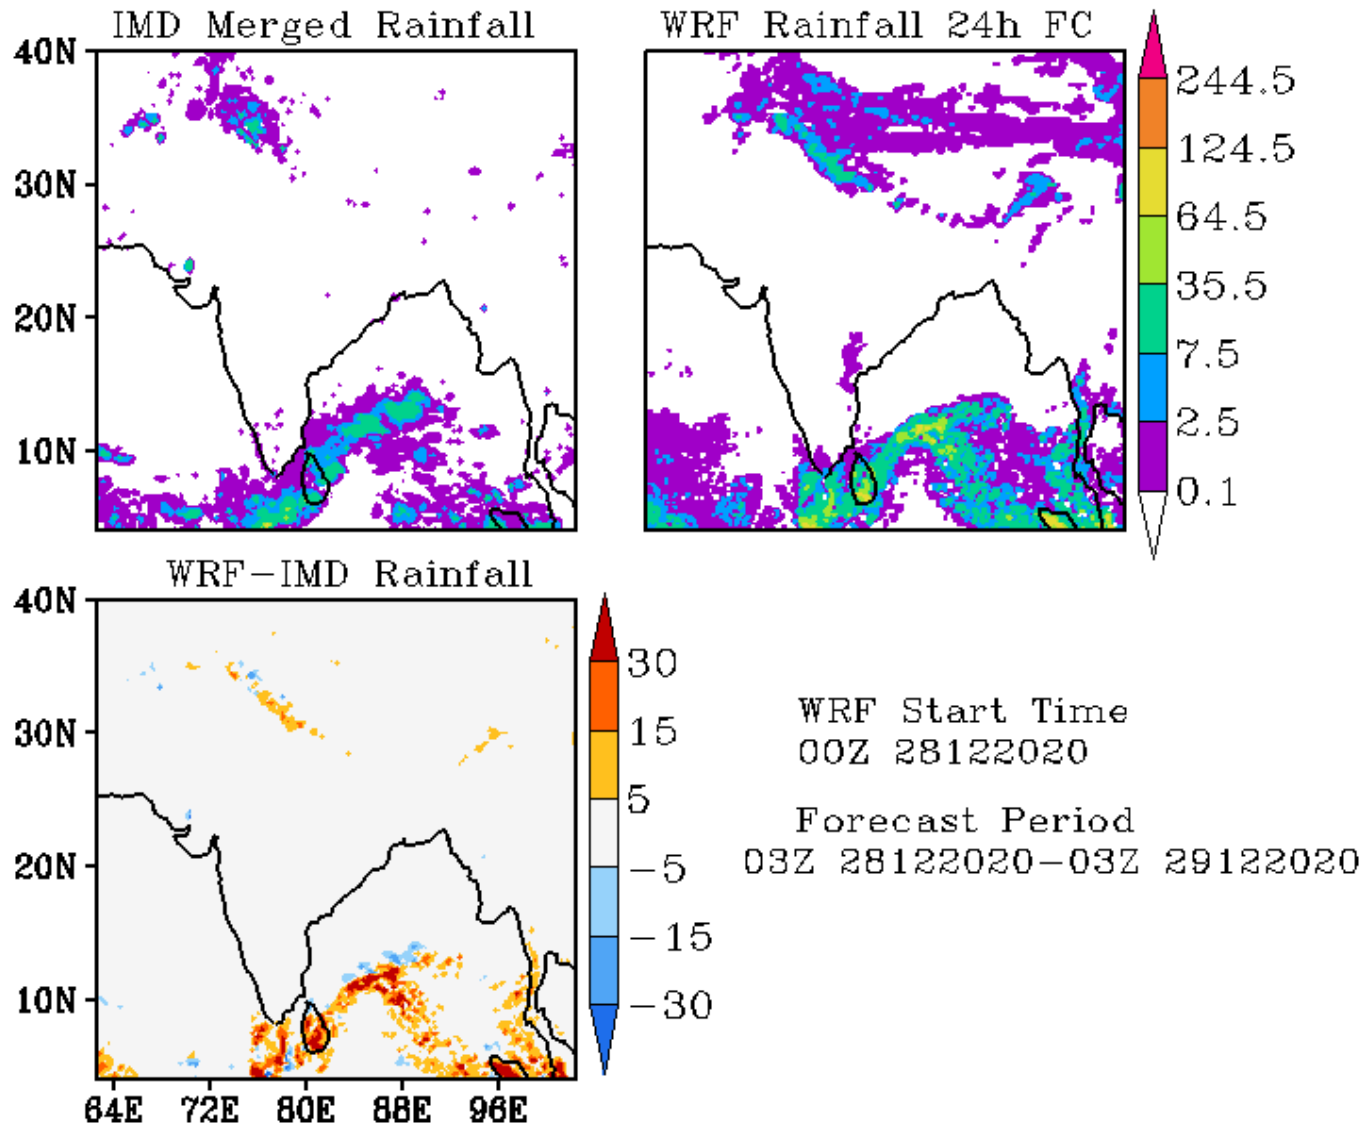 IMD Merged Rainfall
WRF Rainfall 24h FC
40N
30N
20N
10N
244.5
124.5
64.5
35.5
7.5
2.5
0.1
WRF-IMD Rainfall
40N
30N
20N
10N
64E 72E 80E 88E 96E
30
15
5
-5
-15
-30
WRF Start Time
00Z 28122020
Forecast Period
03Z 28122020-03Z 29122020